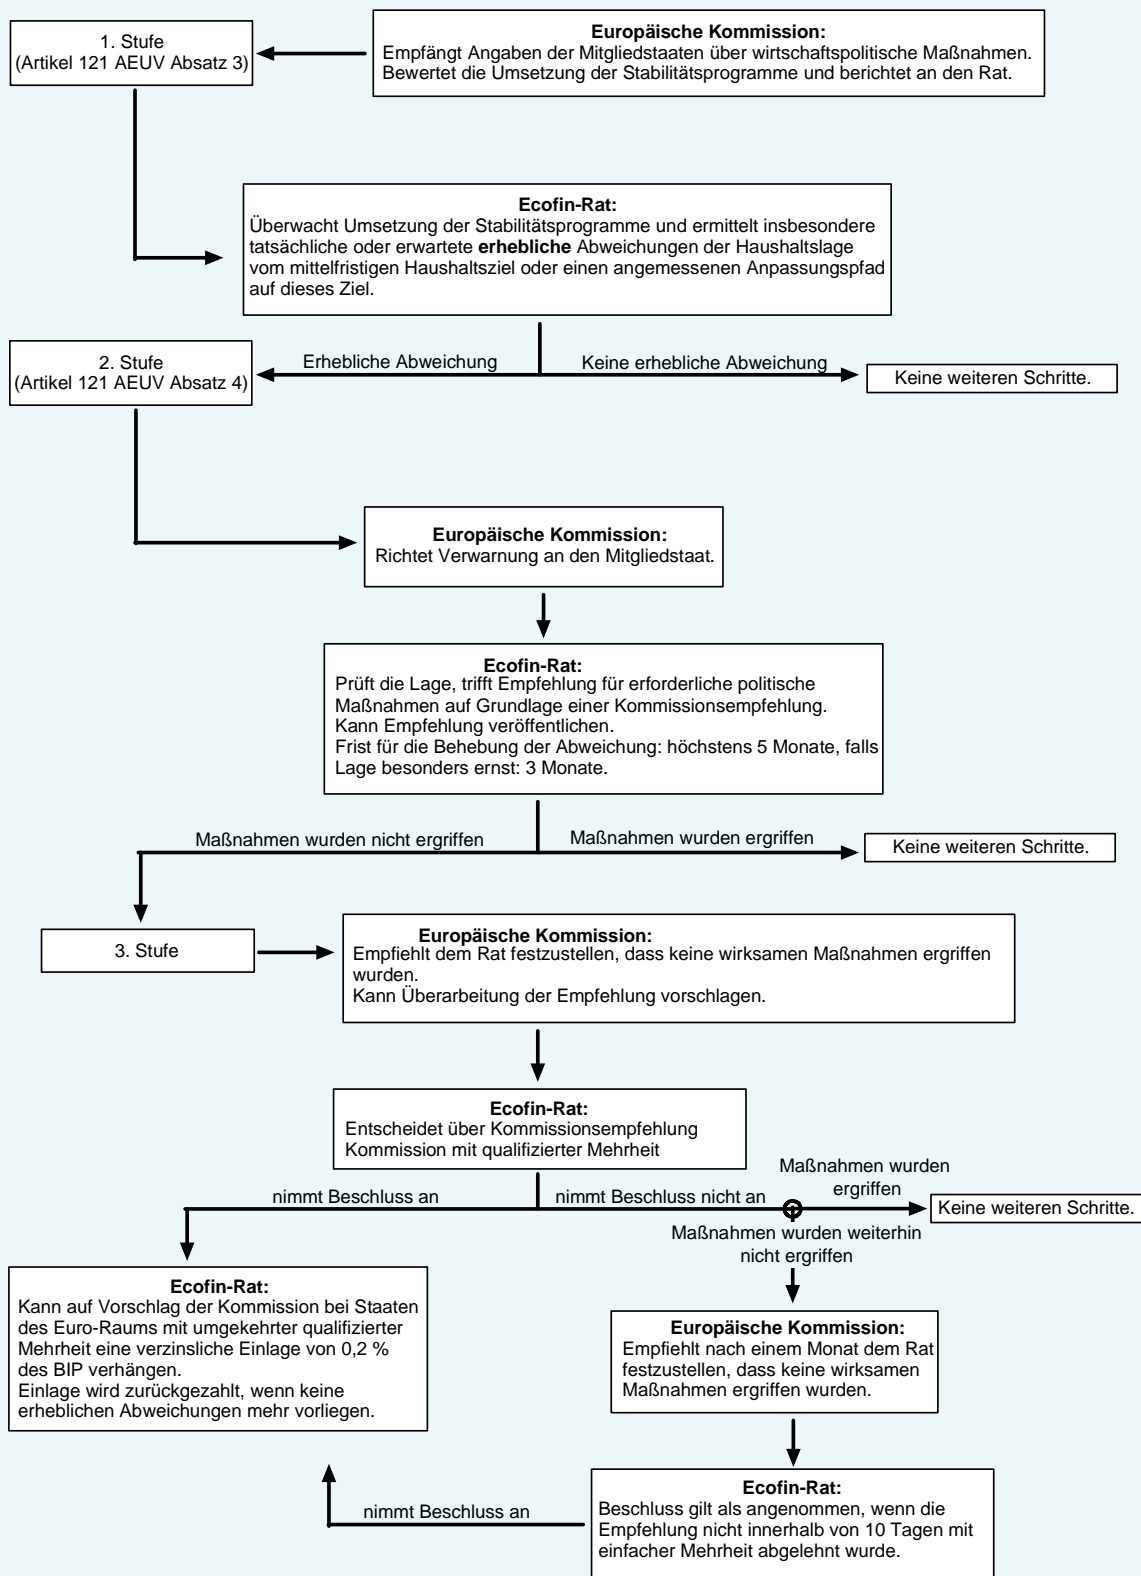 1. Stufe
(Artikel 121 AEUV Absatz 3)
Europäische Kommission:
Empfängt Angaben der Mitgliedstaaten über wirtschaftspolitische Maßnahmen.
Bewertet die Umsetzung der Stabilitätsprogramme und berichtet an den Rat.
Ecofin-Rat:
Überwacht Umsetzung der Stabilitätsprogramme und ermittelt insbesondere
tatsächliche oder erwartete erhebliche Abweichungen der Haushaltslage
vom mittelfristigen Haushaltsziel oder einen angemessenen Anpassungspfad
auf dieses Ziel.
2. Stufe
(Artikel 121 AEUV Absatz 4)
Erhebliche Abweichung
Keine erhebliche Abweichung
Keine weiteren Schritte.
Europäische Kommission:
Richtet Verwarnung an den Mitgliedstaat.
Ecofin-Rat:
Prüft die Lage, trifft Empfehlung für erforderliche politische
Maßnahmen auf Grundlage einer Kommissionsempfehlung.
Kann Empfehlung veröffentlichen.
Frist für die Behebung der Abweichung: höchstens 5 Monate, falls
Lage besonders ernst: 3 Monate.
Maßnahmen wurden nicht ergriffen
Maßnahmen wurden ergriffen
Keine weiteren Schritte.
3. Stufe
Europäische Kommission:
Empfiehlt dem Rat festzustellen, dass keine wirksamen Maßnahmen ergriffen
wurden.
Kann Überarbeitung der Empfehlung vorschlagen.
Ecofin-Rat:
Entscheidet über Kommissionsempfehlung
Kommission mit qualifizierter Mehrheit
nimmt Beschluss an
nimmt Beschluss nicht an
Maßnahmen wurden
ergriffen
Keine weiteren Schritte.
Maßnahmen wurden weiterhin
nicht ergriffen
Ecofin-Rat:
Kann auf Vorschlag der Kommission bei Staaten
des Euro-Raums mit umgekehrter qualifizierter
Mehrheit eine verzinsliche Einlage von 0,2 %
des BIP verhängen.
Einlage wird zurückgezahlt, wenn keine
erheblichen Abweichungen mehr vorliegen.
Europäische Kommission:
Empfiehlt nach einem Monat dem Rat
festzustellen, dass keine wirksamen
Maßnahmen ergriffen wurden.
nimmt Beschluss an
Ecofin-Rat:
Beschluss gilt als angenommen, wenn die
Empfehlung nicht innerhalb von 10 Tagen mit
einfacher Mehrheit abgelehnt wurde.